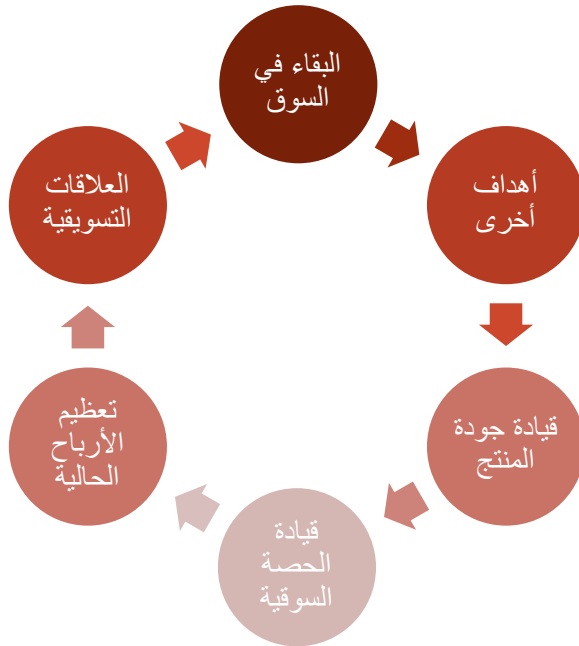 البقاء في
السوق
أهداف
أخرى
قيادة جودة
المنتج
قيادة
الحصة
السوقية
تعظيم
الأرباح
الحالية
العلاقات
التسويقية